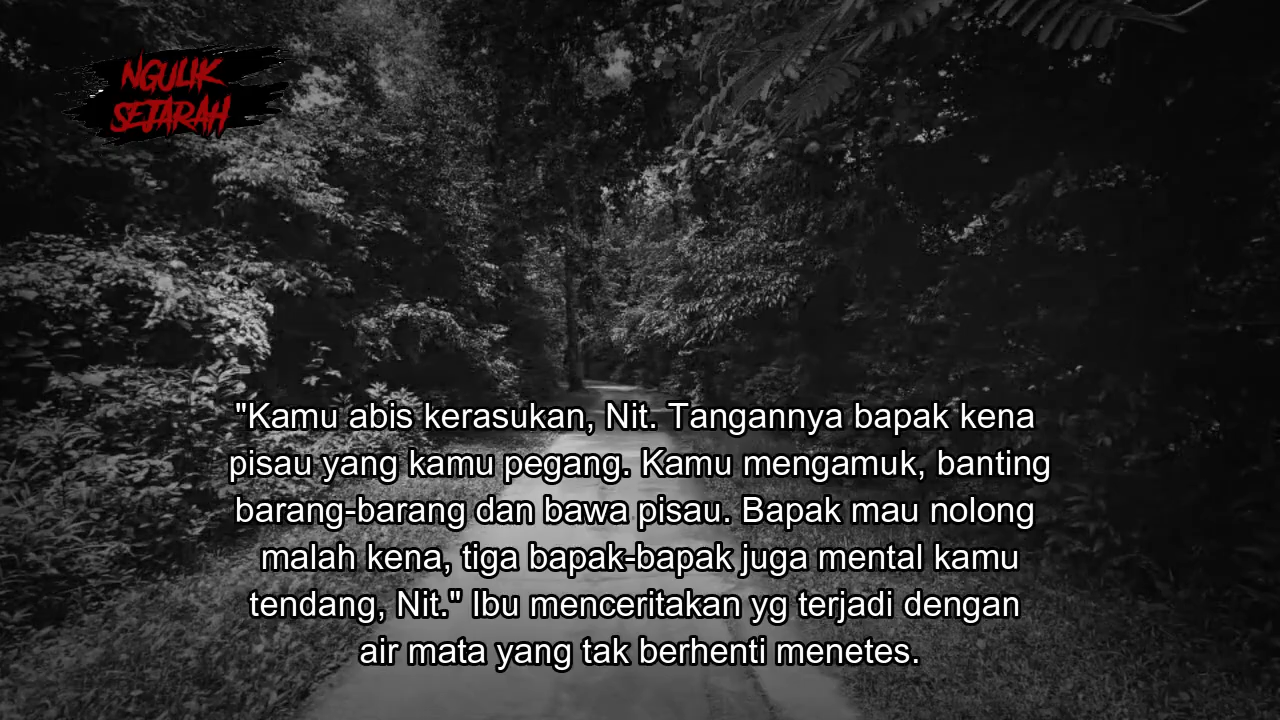 NGULIK
SEJARAH
"Kamu abis kerasukan, Nit. Tangannya bapak kena
pisau yang kamu pegang. Kamu mengamuk, banting
barang-barang dan bawa pisau. Bapak mau nolong
malah kena, tiga bapak-bapak juga mental kamu
tendang, Nit." Ibu menceritakan yg terjadi dengan
air mata yang tak berhenti menetes.